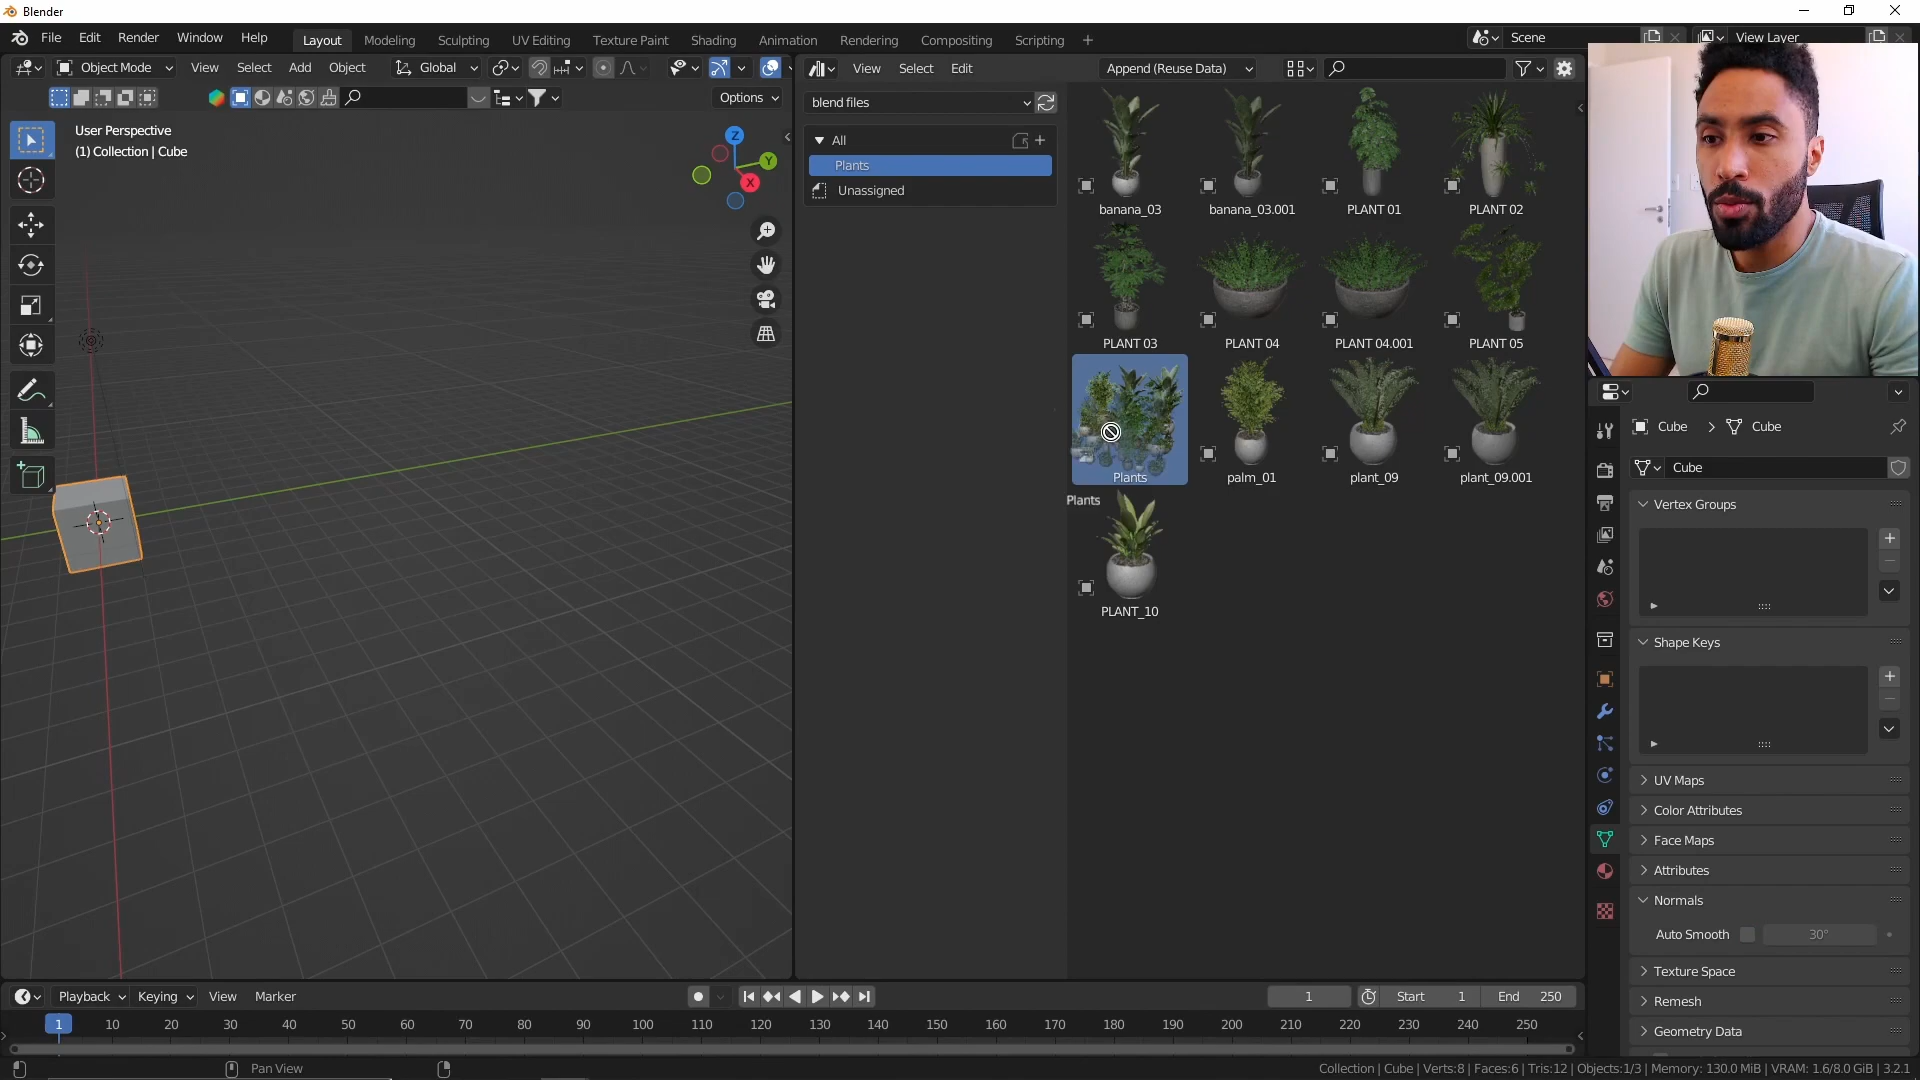 Blender
File Edit Render Window Help Layout Modeling Sculpting UV Editing Texture Paint Shading Animation Rendering Compositing Scripting + Scene View Layer
Object Mode View Select Add Object Global View Select Edit Append (Reuse Data)
Options blend files
User Perspective
(1) Collection | Cube
All
Plants
Unassigned
Z
Y
X
banana_03 banana_03.001 PLANT 01 PLANT 02
PLANT 03 PLANT 04 PLANT 04.001 PLANT 05
Plants palm_01 plant_09 plant_09.001
Plants
PLANT_10
Cube > Cube
Cube
Vertex Groups
Shape Keys
UV Maps
Color Attributes
Face Maps
Attributes
Normals
Auto Smooth 30°
Texture Space
Remesh
Geometry Data
Playback Keying View Marker 1 Start 1 End 250
1 10 20 30 40 50 60 70 80 90 100 110 120 130 140 150 160 170 180 190 200 210 220 230 240 250
Pan View Collection | Cube | Verts:8 | Faces:6 | Tris:12 | Objects:1/3 | Memory: 130.0 MiB | VRAM: 1.6/8.0 GiB | 3.2.1